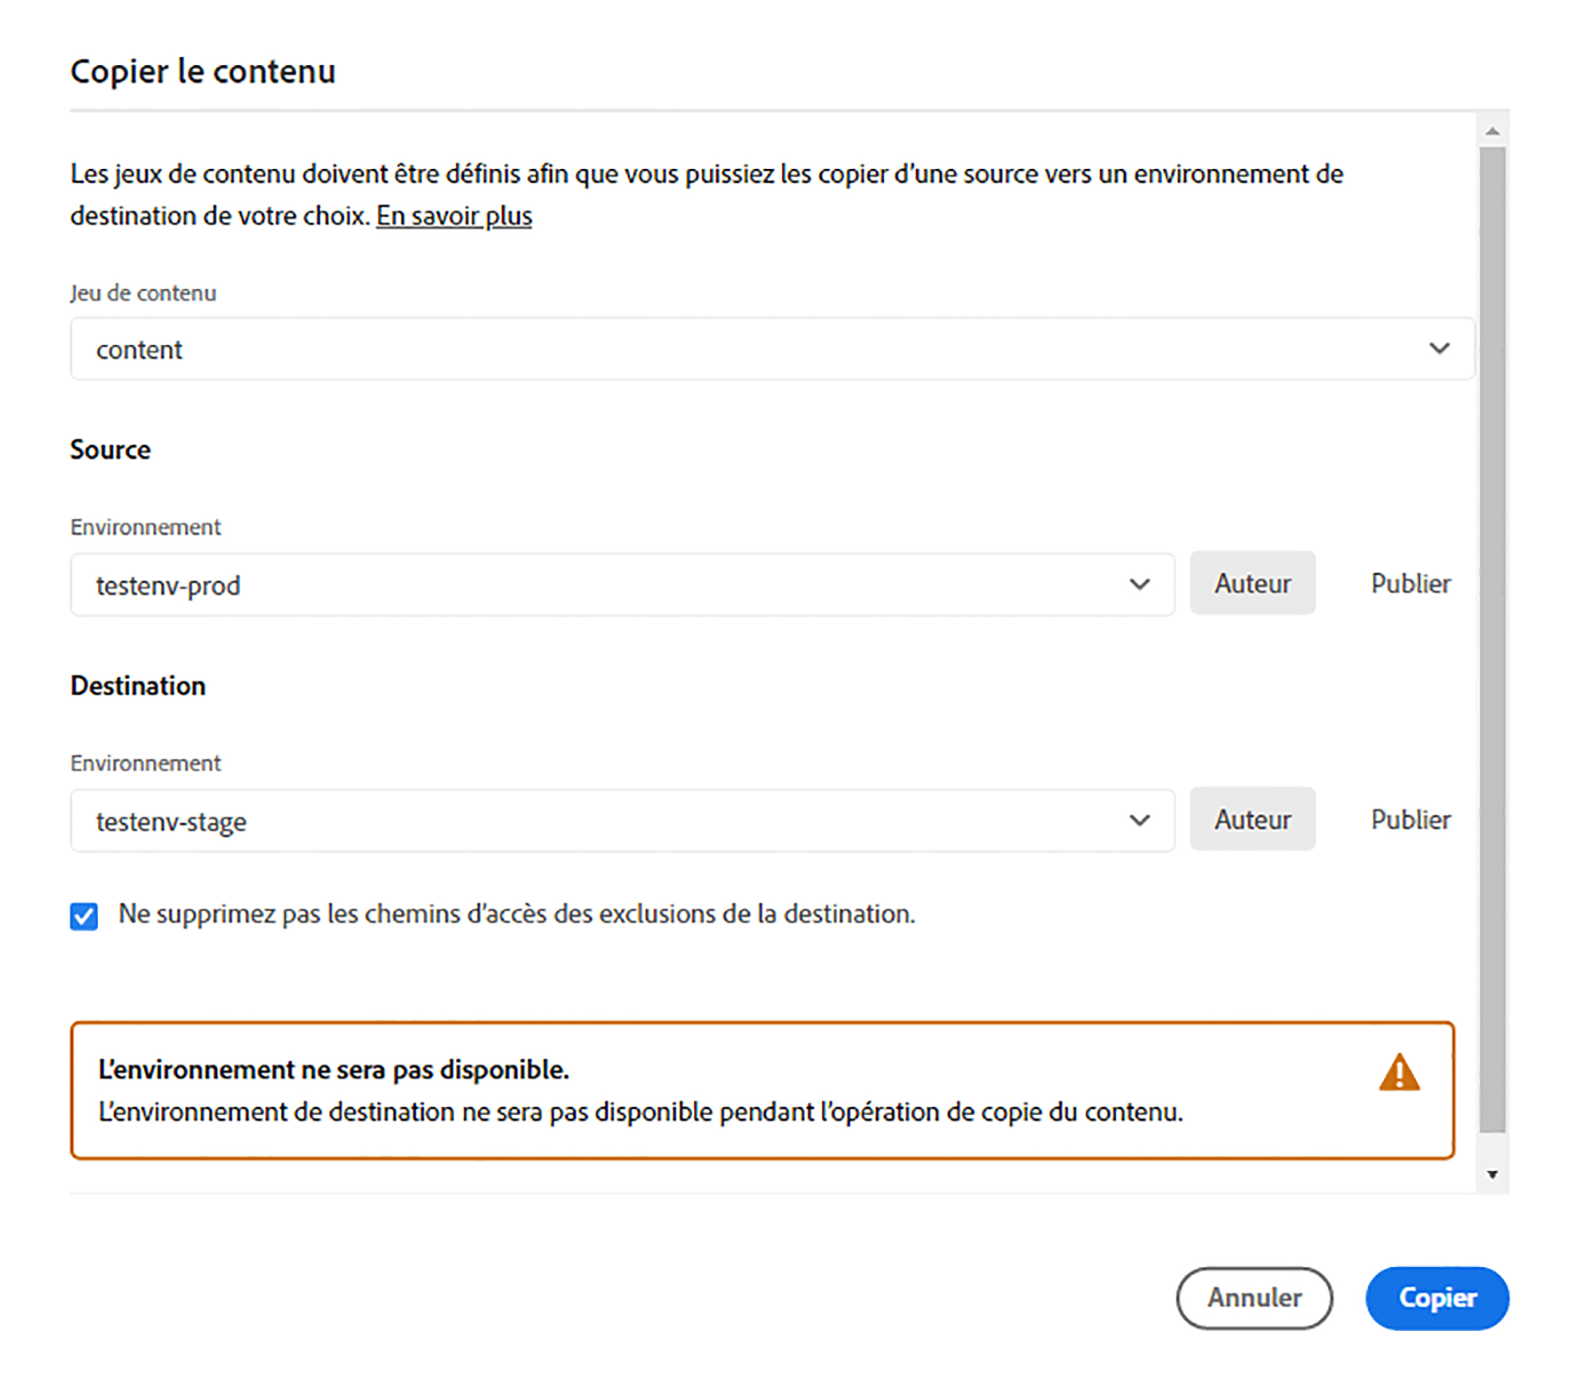 Copier le contenu
Les jeux de contenu doivent être définis afin que vous puissiez les copier d’une source vers un environnement de
destination de votre choix. En savoir plus
Jeu de contenu
content
Source
Environnement
testenv-prod
Auteur
Publier
Destination
Environnement
testenv-stage
Auteur
Publier
Ne supprimez pas les chemins d’accès des exclusions de la destination.
L’environnement ne sera pas disponible.
L’environnement de destination ne sera pas disponible pendant l’opération de copie du contenu.
Annuler
Copier